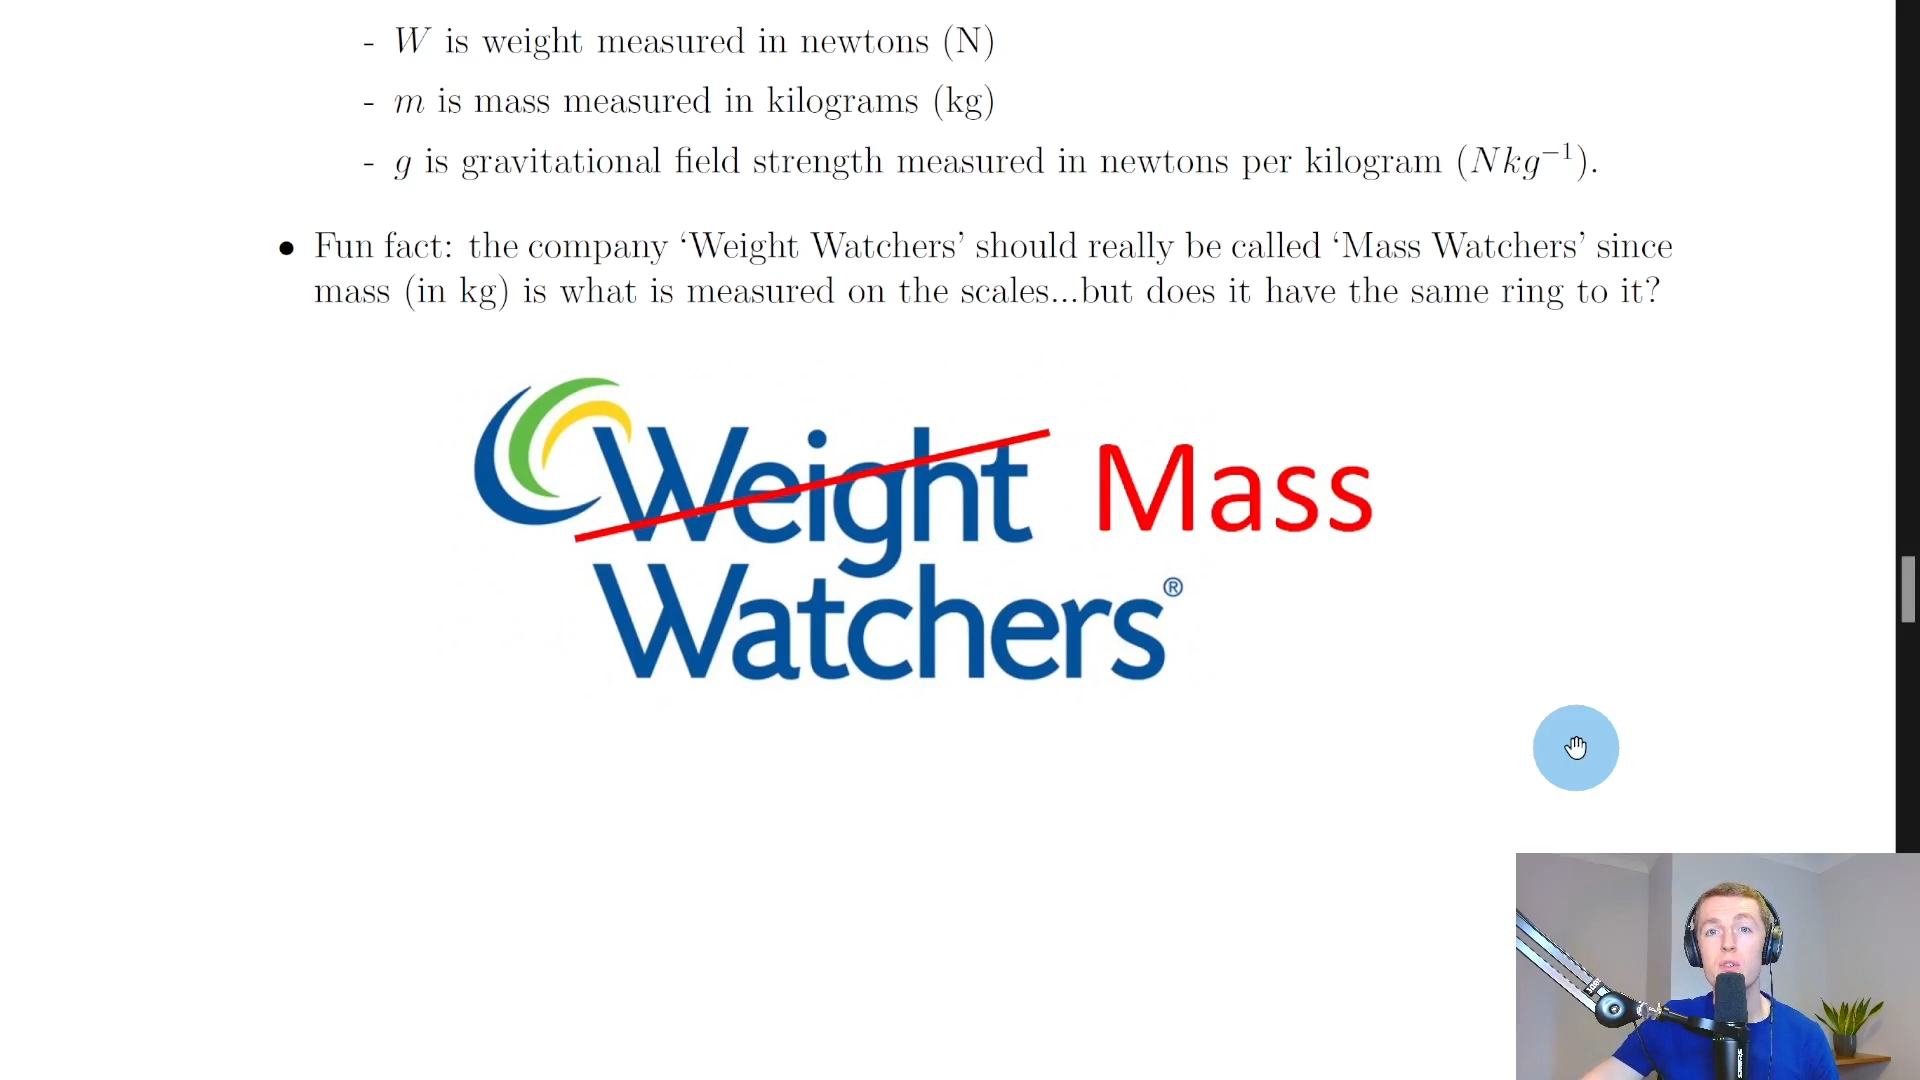 - W is weight measured in newtons (N)
- m is mass measured in kilograms (kg)
- g is gravitational field strength measured in newtons per kilogram (Nkg⁻¹).
• Fun fact: the company ‘Weight Watchers’ should really be called ‘Mass Watchers’ since
mass (in kg) is what is measured on the scales...but does it have the same ring to it?
Weight Mass
Watchers®